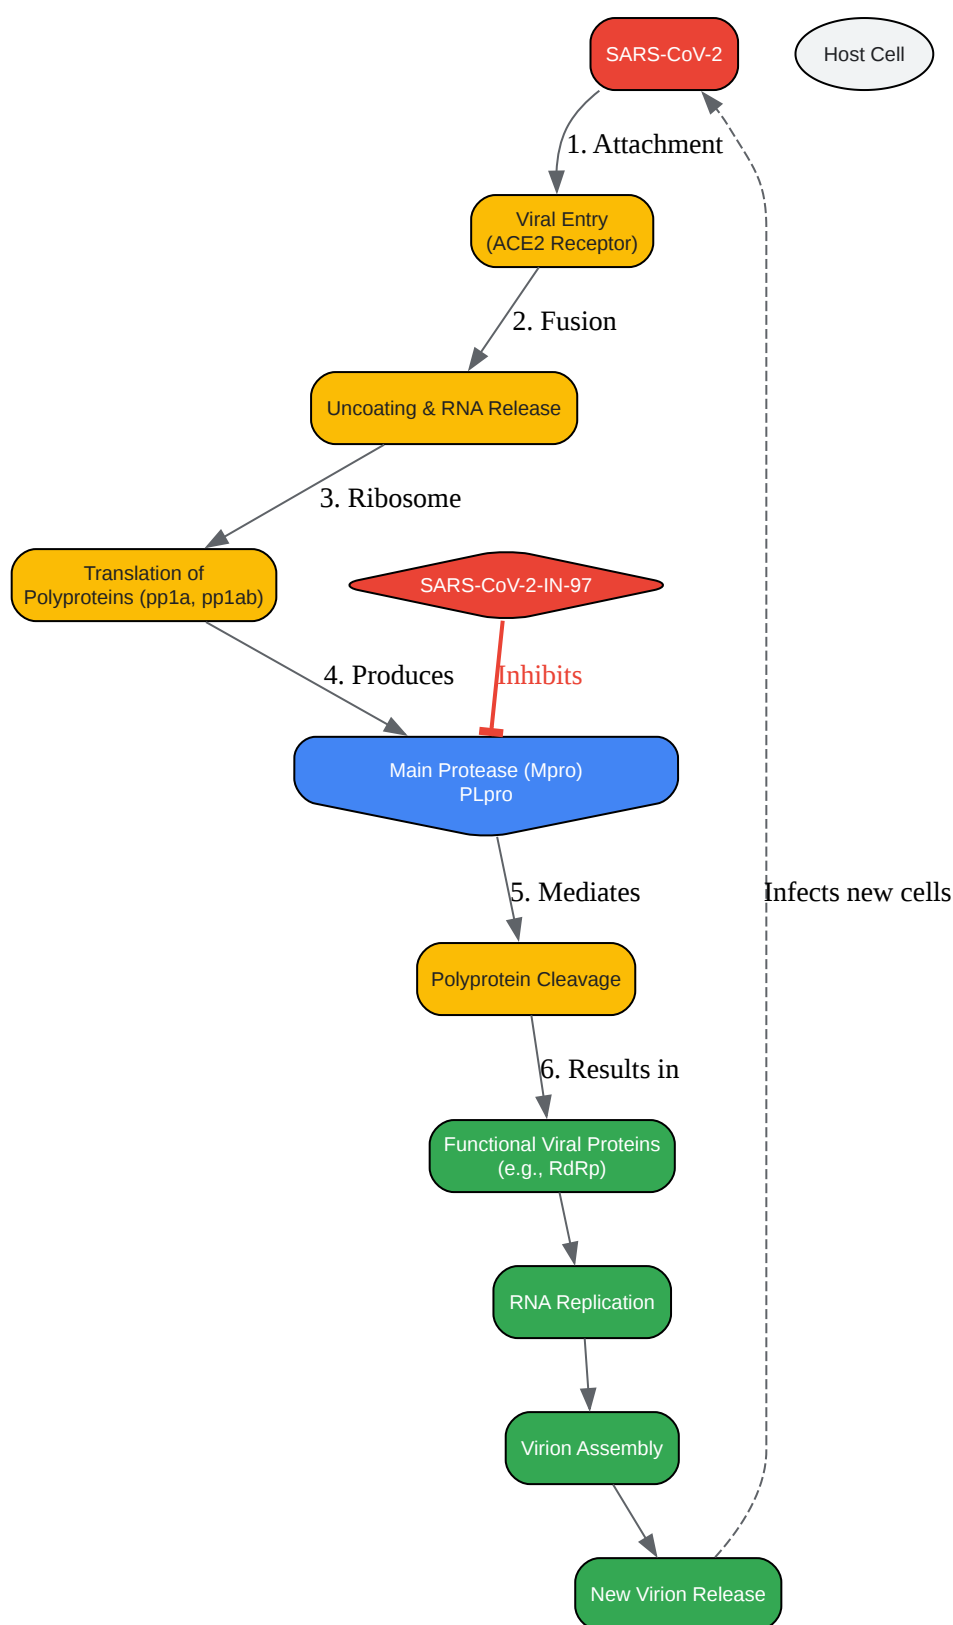 SARS-CoV-2
Host Cell
1. Attachment
Viral Entry
(ACE2 Receptor)
2. Fusion
Uncoating & RNA Release
3. Ribosome
Translation of
Polyproteins (pp1a, pp1ab)
SARS-CoV-2-IN-97
4. Produces
Inhibits
Main Protease (Mpro)
PLpro
5. Mediates
Infects new cells
Polyprotein Cleavage
6. Results in
Functional Viral Proteins
(e.g., RdRp)
RNA Replication
Virion Assembly
New Virion Release